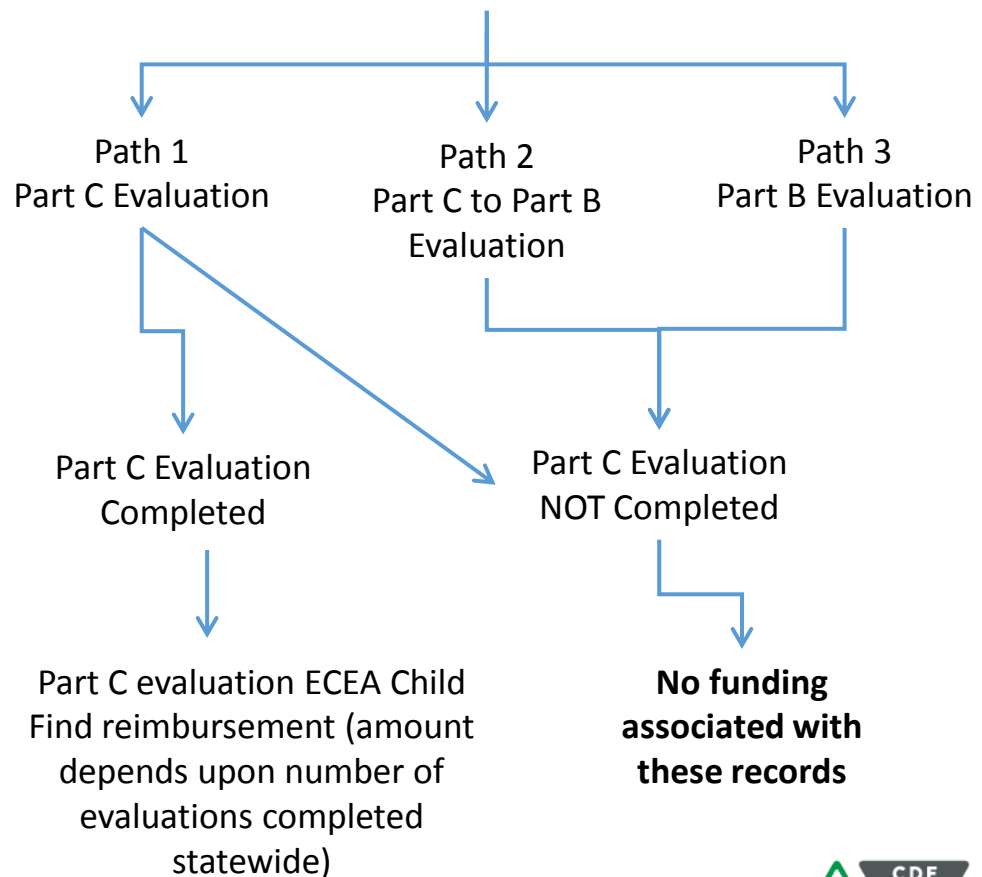 Path 1
Part C Evaluation
Path 2
Part C to Part B
Evaluation
Path 3
Part B Evaluation
Part C Evaluation
Completed
Part C Evaluation
NOT Completed
Part C evaluation ECEA Child
Find reimbursement (amount
depends upon number of
evaluations completed
statewide)
No funding
associated with
these records
CDE